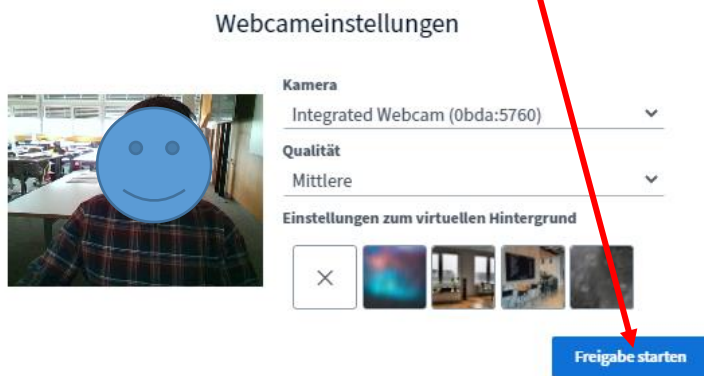 Webcameinstellungen
Kamera
Integrated Webcam (0bda:5760)
Qualität
Mittlere
Einstellungen zum virtuellen Hintergrund
Freigabe starten